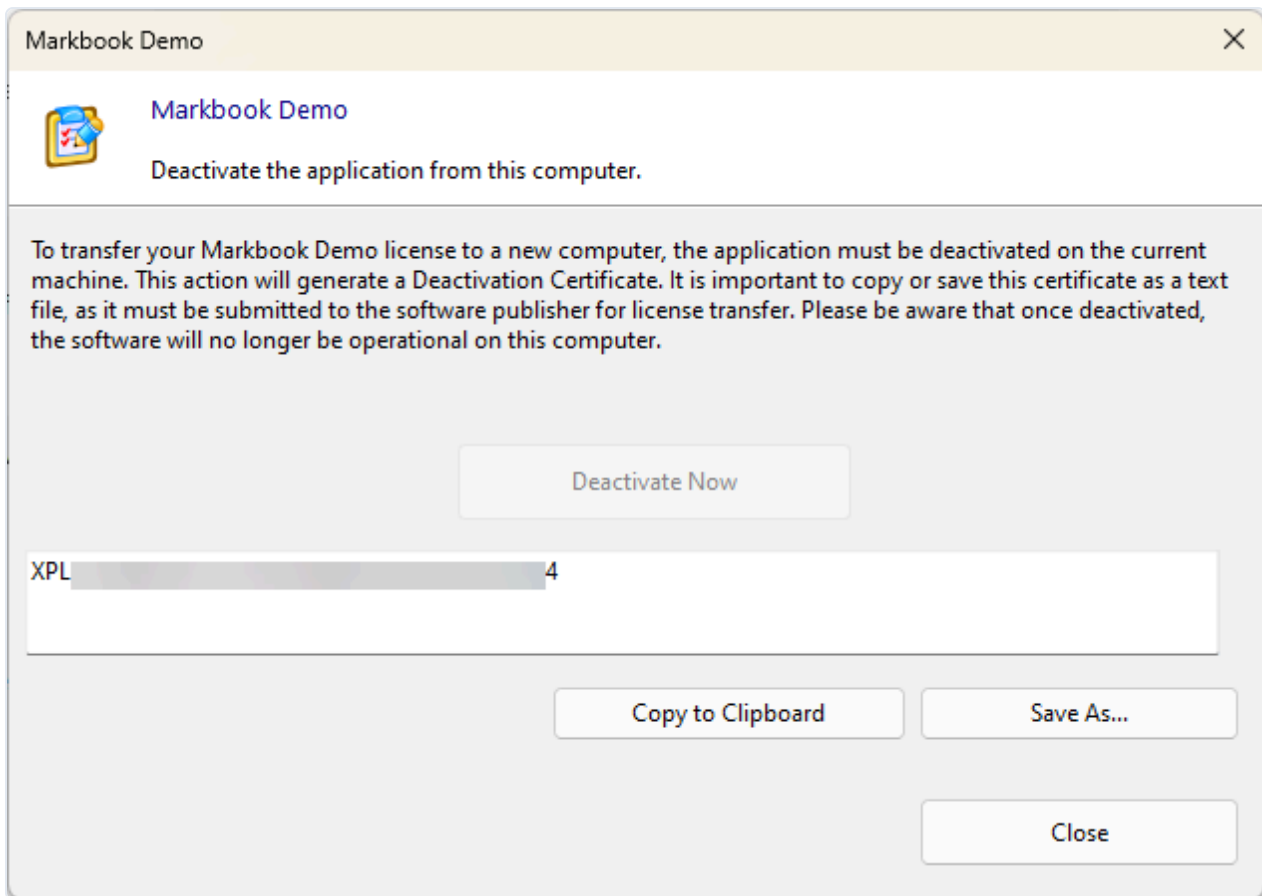 Markbook Demo
Markbook Demo
Deactivate the application from this computer.
To transfer your Markbook Demo license to a new computer, the application must be deactivated on the current
machine. This action will generate a Deactivation Certificate. It is important to copy or save this certificate as a text
file, as it must be submitted to the software publisher for license transfer. Please be aware that once deactivated,
the software will no longer be operational on this computer.
Deactivate Now
XPL 4
Copy to Clipboard
Save As...
Close